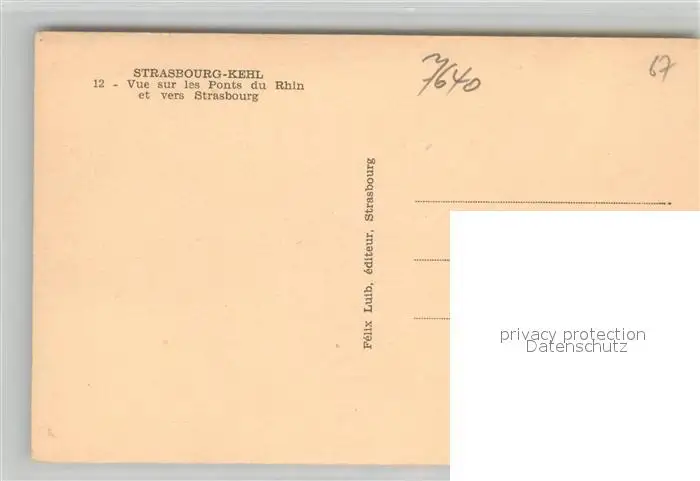 STRASBOURG-KEHL
12 - Vue sur les Ponts du Rhin
et vers Strasbourg
7640
67
Félix Luib, éditeur, Strasbourg
privacy protection
Datenschutz